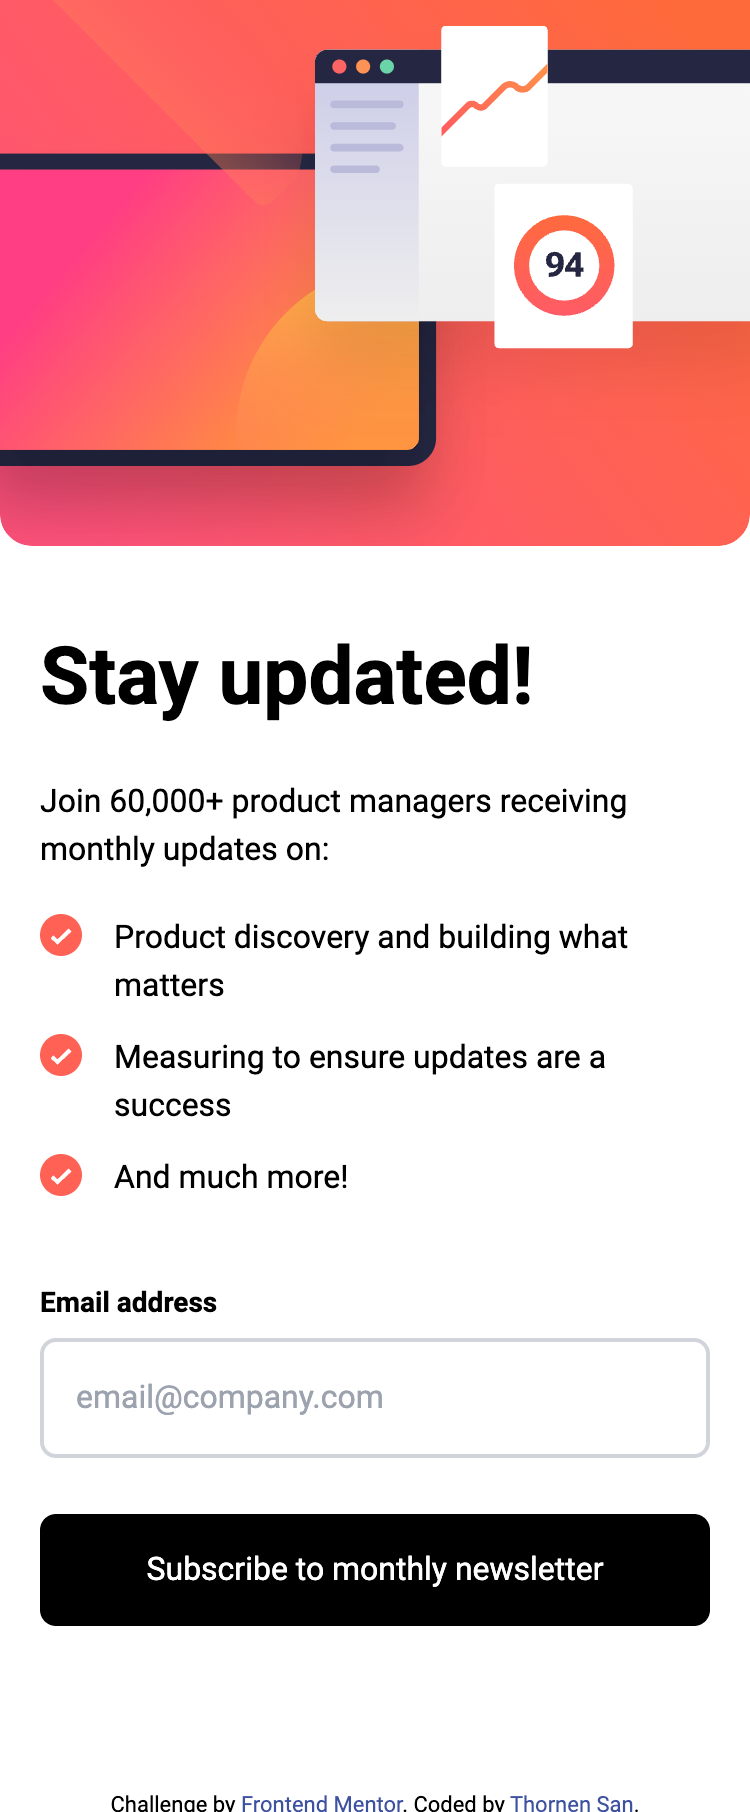 94
Stay updated!
Join 60,000+ product managers receiving
monthly updates on:
Product discovery and building what
matters
Measuring to ensure updates are a
success
And much more!
Email address
email@company.com
Subscribe to monthly newsletter
Challenge by Frontend Mentor. Coded by Thornen San.